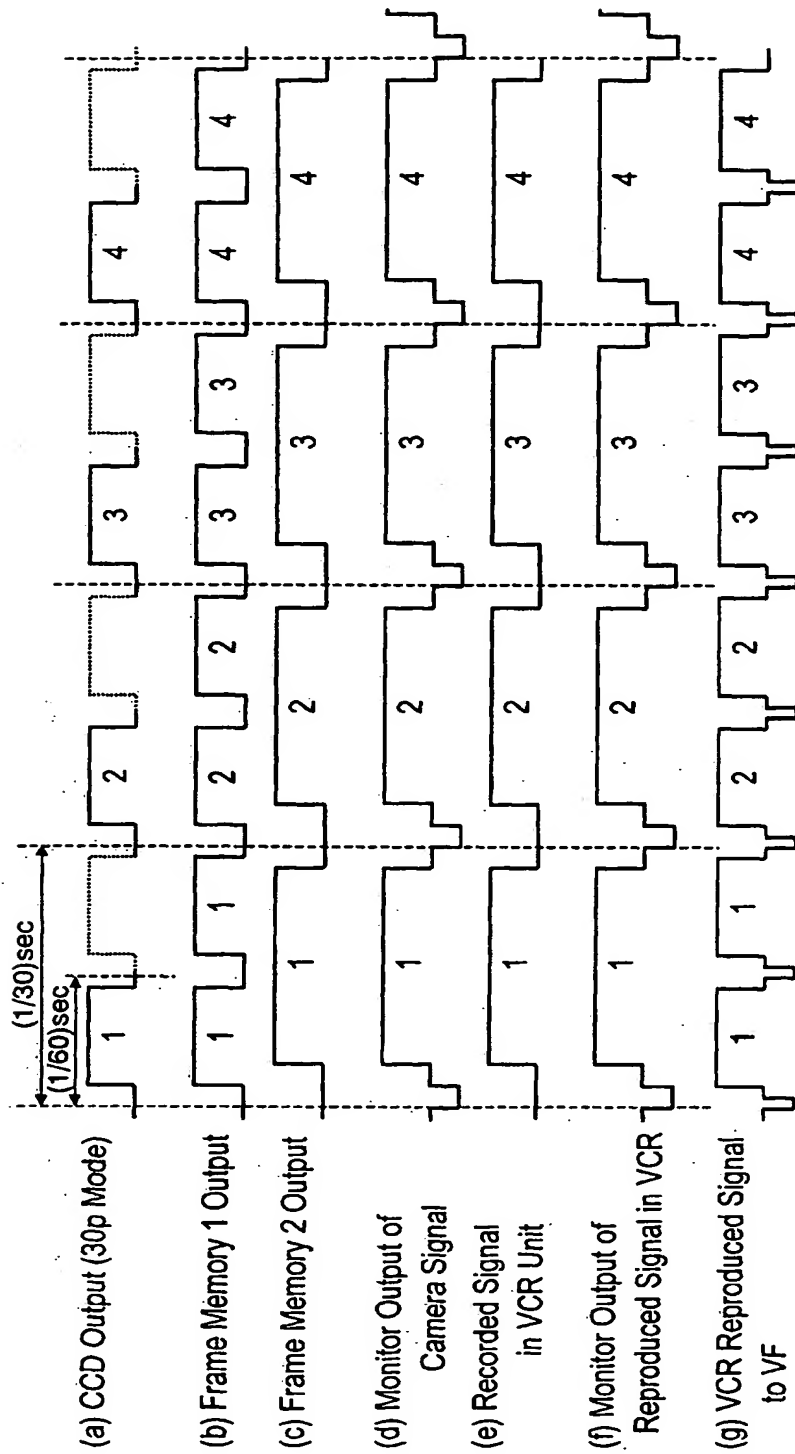 (1/30)sec
(1/60)sec
(a) CCD Output (30p Mode)
1 2 3 4
(b) Frame Memory 1 Output
1 1 2 2 3 3 4 4
(c) Frame Memory 2 Output
1 2 3 4
(d) Monitor Output of
Camera Signal
1 2 3 4
(e) Recorded Signal
in VCR Unit
1 2 3 4
(f) Monitor Output of
Reproduced Signal in VCR
1 2 3 4
(g) VCR Reproduced Signal
to VF
1 1 2 2 3 3 4 4